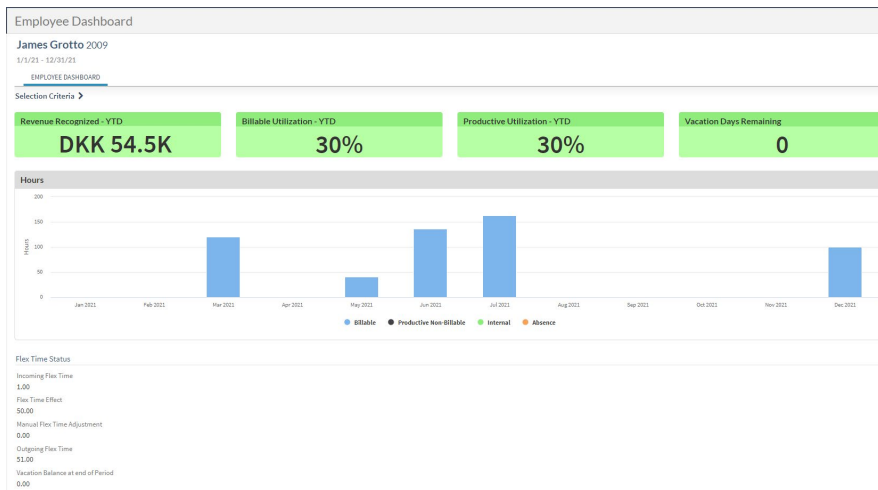 Employee Dashboard
James Grotto 2009
1/1/21 - 12/31/21
EMPLOYEE DASHBOARD
Selection Criteria
Revenue Recognized - YTD Billable Utilization - YTD Productive Utilization - YTD Vacation Days Remaining
DKK 54.5K 30% 30% 0
Hours
200
150
100
50
0
Hours
Jan 2021 Feb 2021 Mar 2021 Apr 2021 May 2021 Jun 2021 Jul 2021 Aug 2021 Sep 2021 Oct 2021 Nov 2021 Dec 2021
Billable Productive Non-Billable Internal Absence
Flex Time Status
Incoming Flex Time
1.00
Flex Time Effect
50.00
Manual Flex Time Adjustment
0.00
Outgoing Flex Time
51.00
Vacation Balance at end of Period
0.00